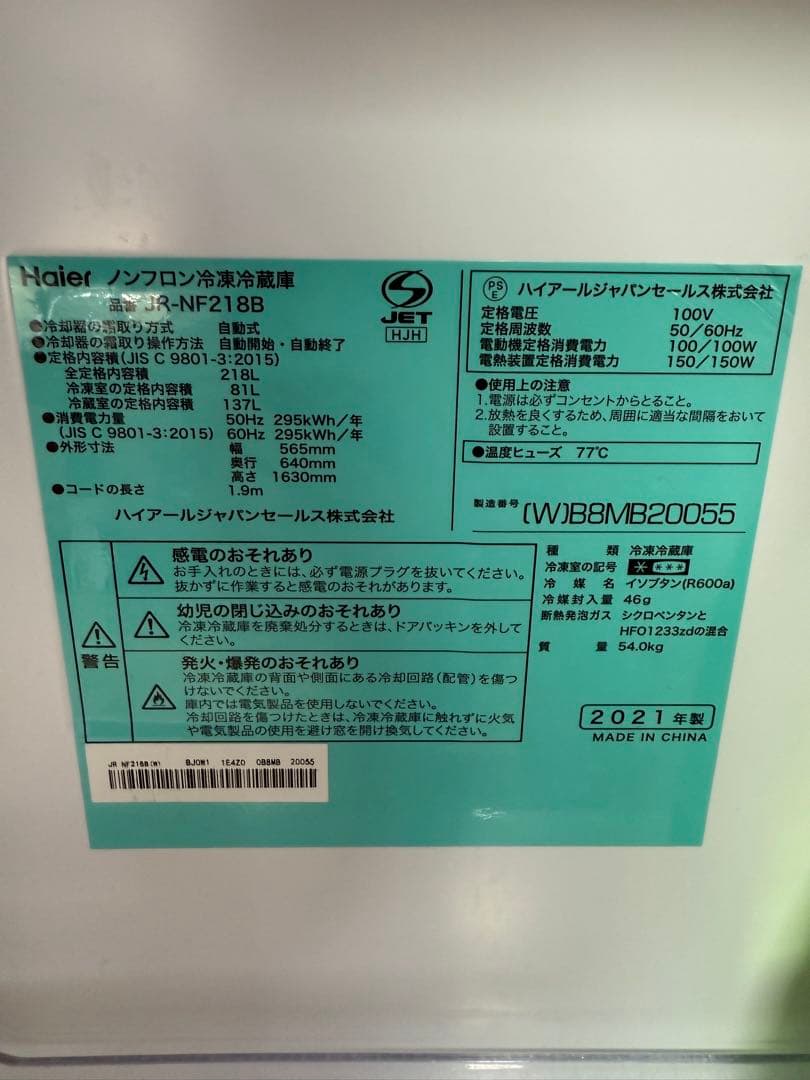 Haier ノンフロン冷凍冷蔵庫
品番 JR-NF218B
●冷却器の霜取り方式 自動式
●冷却器の霜取り操作方法 自動開始・自動終了
●定格内容積(JIS C 9801-3:2015)
全定格内容積 218L
冷凍室の定格内容積 81L
冷蔵室の定格内容積 137L
●消費電力量 50Hz 295kWh/年
(JIS C 9801-3:2015) 60Hz 295kWh/年
●外形寸法 幅 565mm
奥行 640mm
高さ 1630mm
●コードの長さ 1.9m
ハイアールジャパンセールス株式会社
JET
HJH
PSE ハイアールジャパンセールス株式会社
定格電圧 100V
定格周波数 50/60Hz
電動機定格消費電力 100/100W
電熱装置定格消費電力 150/150W
●使用上の注意
1.電源は必ずコンセントからとること。
2.放熱を良くするため、周囲に適当な間隔をおいて
設置すること。
●温度ヒューズ 77℃
製造番号 (W)B8MB20055
警告
感電のおそれあり
お手入れのときには、必ず電源プラグを抜いてください。
抜かずに作業すると感電のおそれがあります。
幼児の閉じ込みのおそれあり
冷凍冷蔵庫を廃棄処分するときは、ドアパッキンを外して
ください。
発火・爆発のおそれあり
冷凍冷蔵庫の背面や側面にある冷却回路(配管)を傷つ
けないでください。
庫内では電気製品を使用しないでください。
冷却回路を傷つけたときは、冷凍冷蔵庫に触れずに火気
や電気製品の使用を避け窓を開け換気してください。
種類 冷凍冷蔵庫
冷凍室の記号 * ***
冷媒名 イソブタン(R600a)
冷媒封入量 46g
断熱発泡ガス シクロペンタンと
HFO1233zdの混合
質量 54.0kg
2021年製
MADE IN CHINA
JR NF218B(W) BJ0W1 1E4Z0 0B8MB 20055